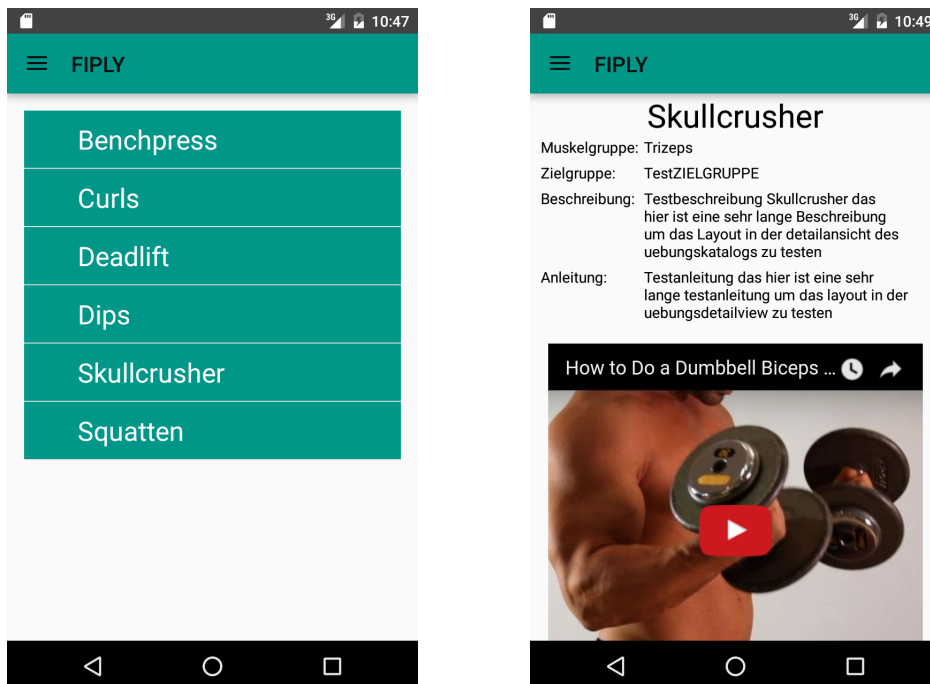 3G 10:47
FIPLY
Benchpress
Curls
Deadlift
Dips
Skullcrusher
Squatten
3G 10:49
FIPLY
Skullcrusher
Muskelgruppe: Trizeps
Zielgruppe: TestZIELGRUPPE
Beschreibung: Testbeschreibung Skullcrusher das
hier ist eine sehr lange Beschreibung
um das Layout in der detailansicht des
uebungskatalogs zu testen
Anleitung: Testanleitung das hier ist eine sehr
lange testanleitung um das layout in der
uebungsdetailview zu testen
How to Do a Dumbbell Biceps ...